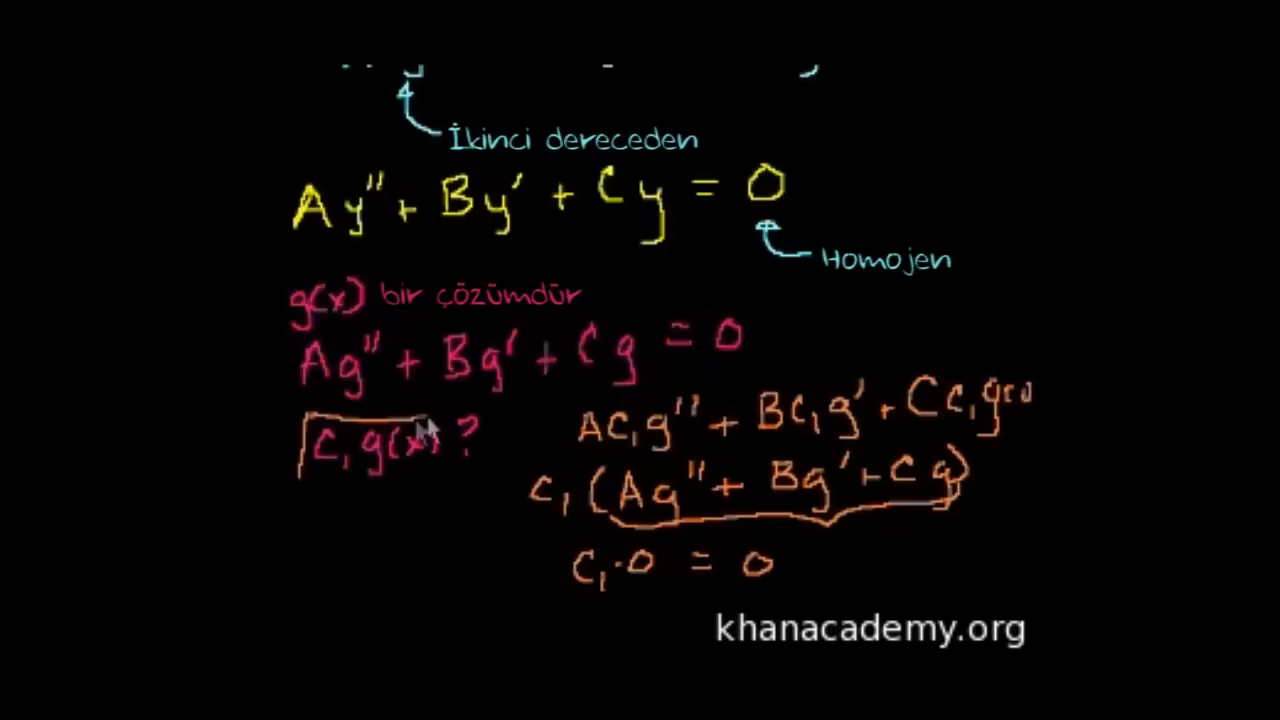 İkinci dereceden
Ay'' + By' + Cy = 0
Homojen
g(x) bir çözümdür
Ag'' + Bg' + Cg = 0
AC₁g'' + BC₁g' + CC₁g(x)
C₁g(x) ?
C₁(Ag'' + Bg' + Cg)
C₁·0 = 0
khanacademy.org